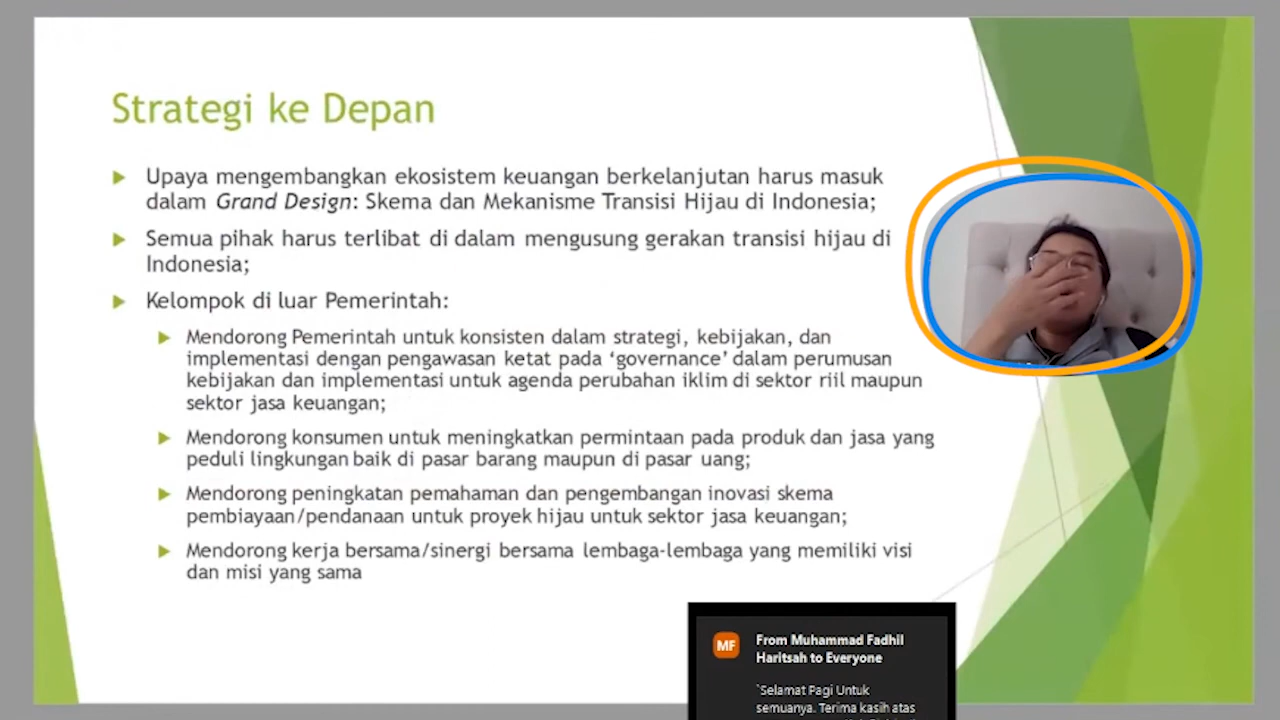 Strategi ke Depan
Upaya mengembangkan ekosistem keuangan berkelanjutan harus masuk
dalam Grand Design: Skema dan Mekanisme Transisi Hijau di Indonesia;
Semua pihak harus terlibat di dalam mengusung gerakan transisi hijau di
Indonesia;
Kelompok di luar Pemerintah:
Mendorong Pemerintah untuk konsisten dalam strategi, kebijakan, dan
implementasi dengan pengawasan ketat pada ‘governance’ dalam perumusan
kebijakan dan implementasi untuk agenda perubahan iklim di sektor riil maupun
sektor jasa keuangan;
Mendorong konsumen untuk meningkatkan permintaan pada produk dan jasa yang
peduli lingkungan baik di pasar barang maupun di pasar uang;
Mendorong peningkatan pemahaman dan pengembangan inovasi skema
pembiayaan/pendanaan untuk proyek hijau untuk sektor jasa keuangan;
Mendorong kerja bersama/sinergi bersama lembaga-lembaga yang memiliki visi
dan misi yang sama
MF
From Muhammad Fadhil
Haritsah to Everyone
`Selamat Pagi Untuk
semuanya. Terima kasih atas